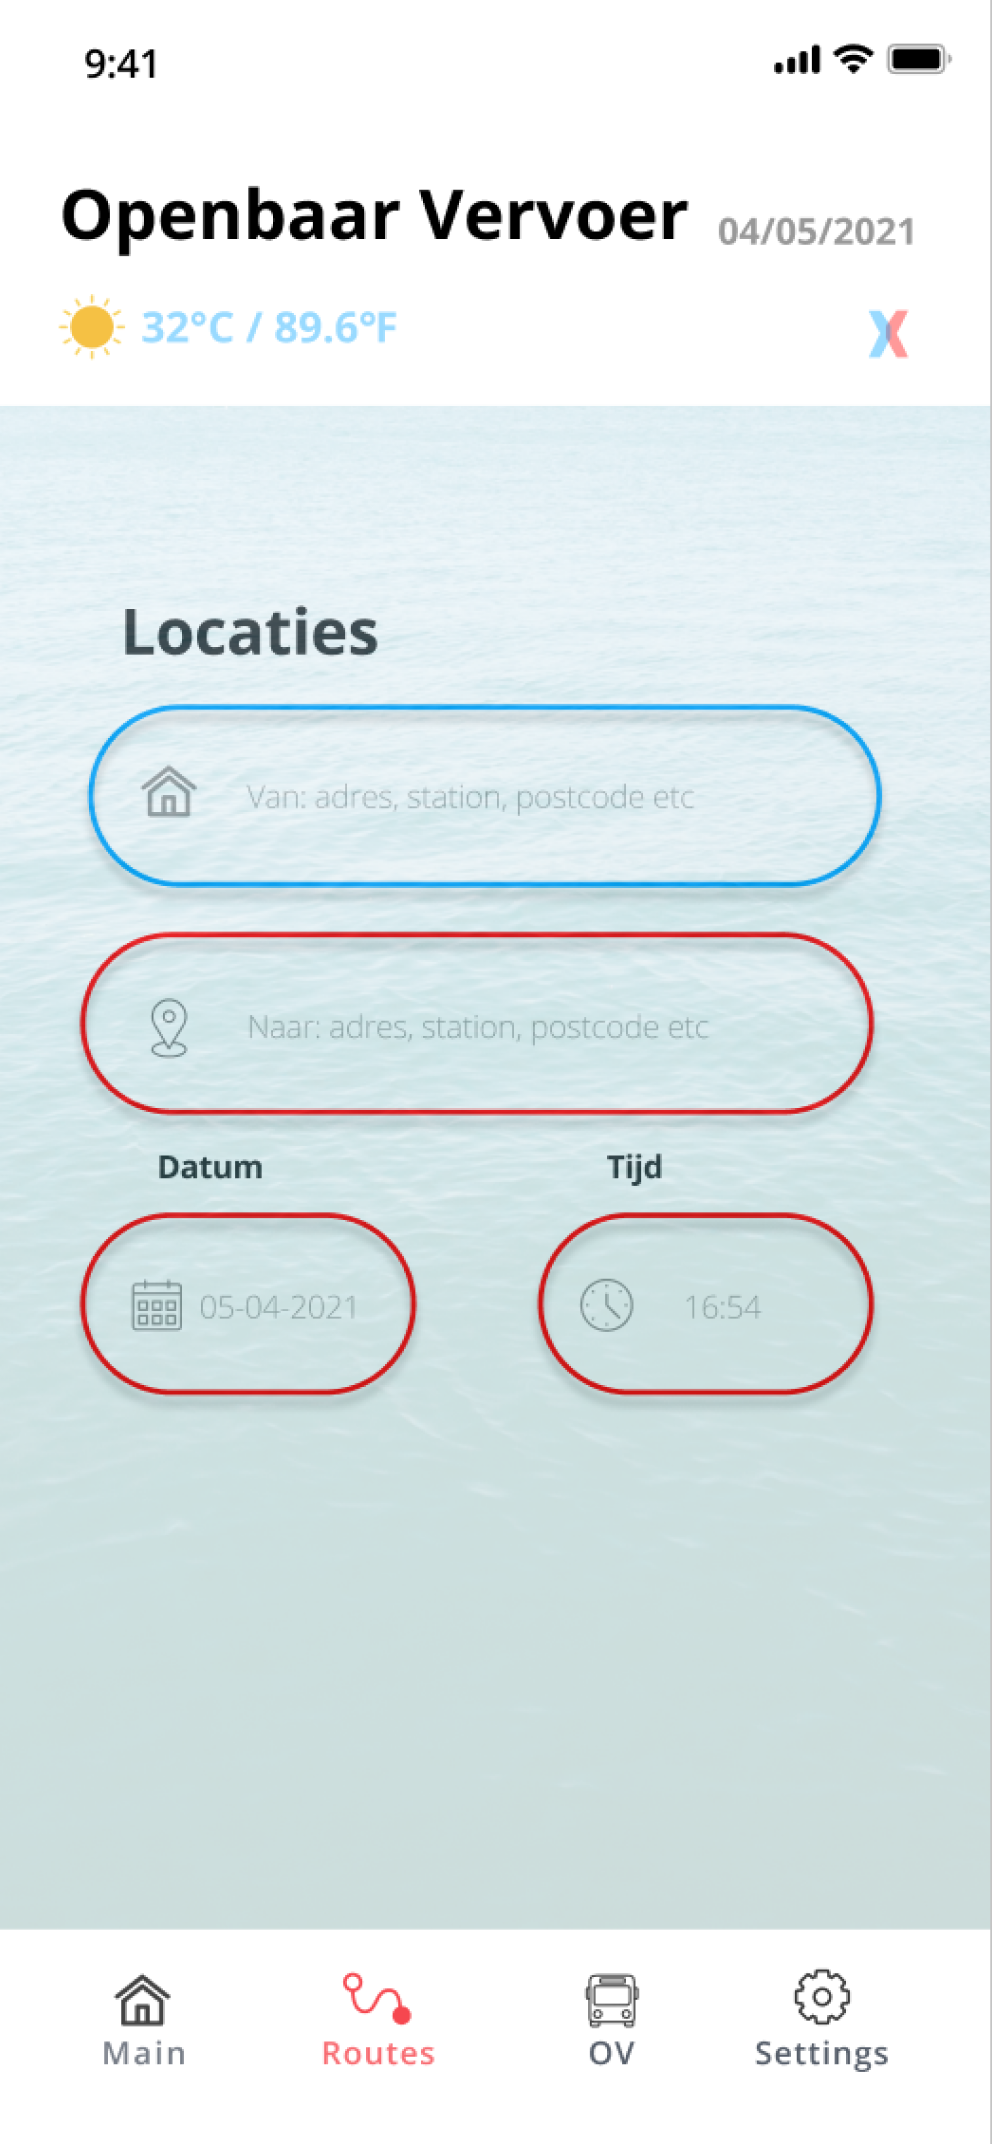 9:41
Openbaar Vervoer 04/05/2021
32°C / 89.6°F
Locaties
Van: adres, station, postcode etc
Naar: adres, station, postcode etc
Datum Tijd
05-04-2021 16:54
Main Routes OV Settings